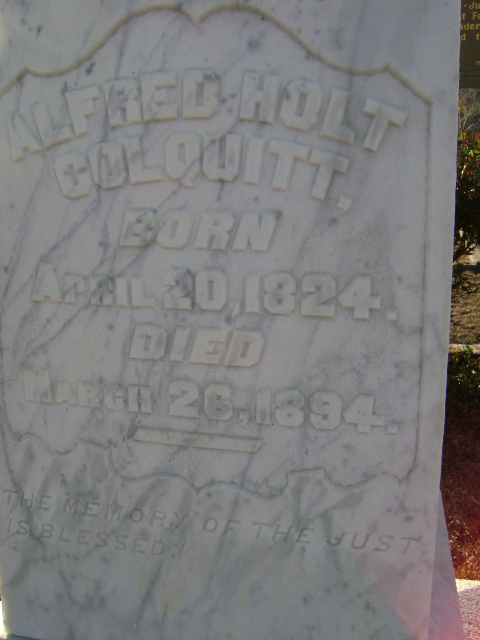 ALFRED HOLT
COLQUITT.
BORN
APRIL 20, 1824.
DIED
MARCH 26, 1894.
THE MEMORY OF THE JUST
IS BLESSED.